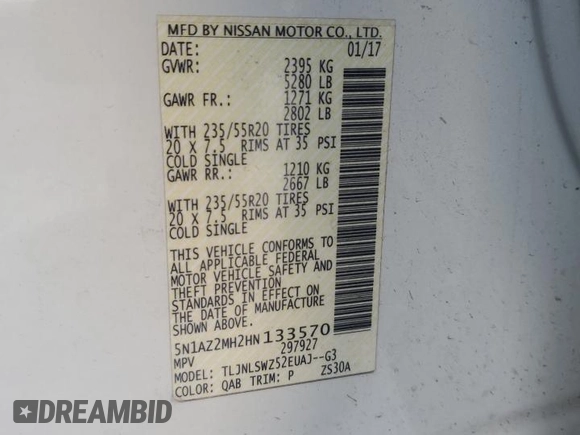 MFD BY NISSAN MOTOR CO., LTD.
DATE: 01/17
GVWR: 2395 KG
5280 LB
GAWR FR.: 1271 KG
2802 LB
WITH 235/55R20 TIRES
20 X 7.5 RIMS AT 35 PSI
COLD SINGLE
GAWR RR.: 1210 KG
2667 LB
WITH 235/55R20 TIRES
20 X 7.5 RIMS AT 35 PSI
COLD SINGLE
THIS VEHICLE CONFORMS TO
ALL APPLICABLE FEDERAL
MOTOR VEHICLE SAFETY AND
THEFT PREVENTION
STANDARDS IN EFFECT ON
THE DATE OF MANUFACTURE
SHOWN ABOVE.
5N1AZ2MH2HN133570
MPV 297927
MODEL: TLJNLSWZ52EUAJ--G3
COLOR: QAB TRIM: P ZS30A
AUTOBIDCAR